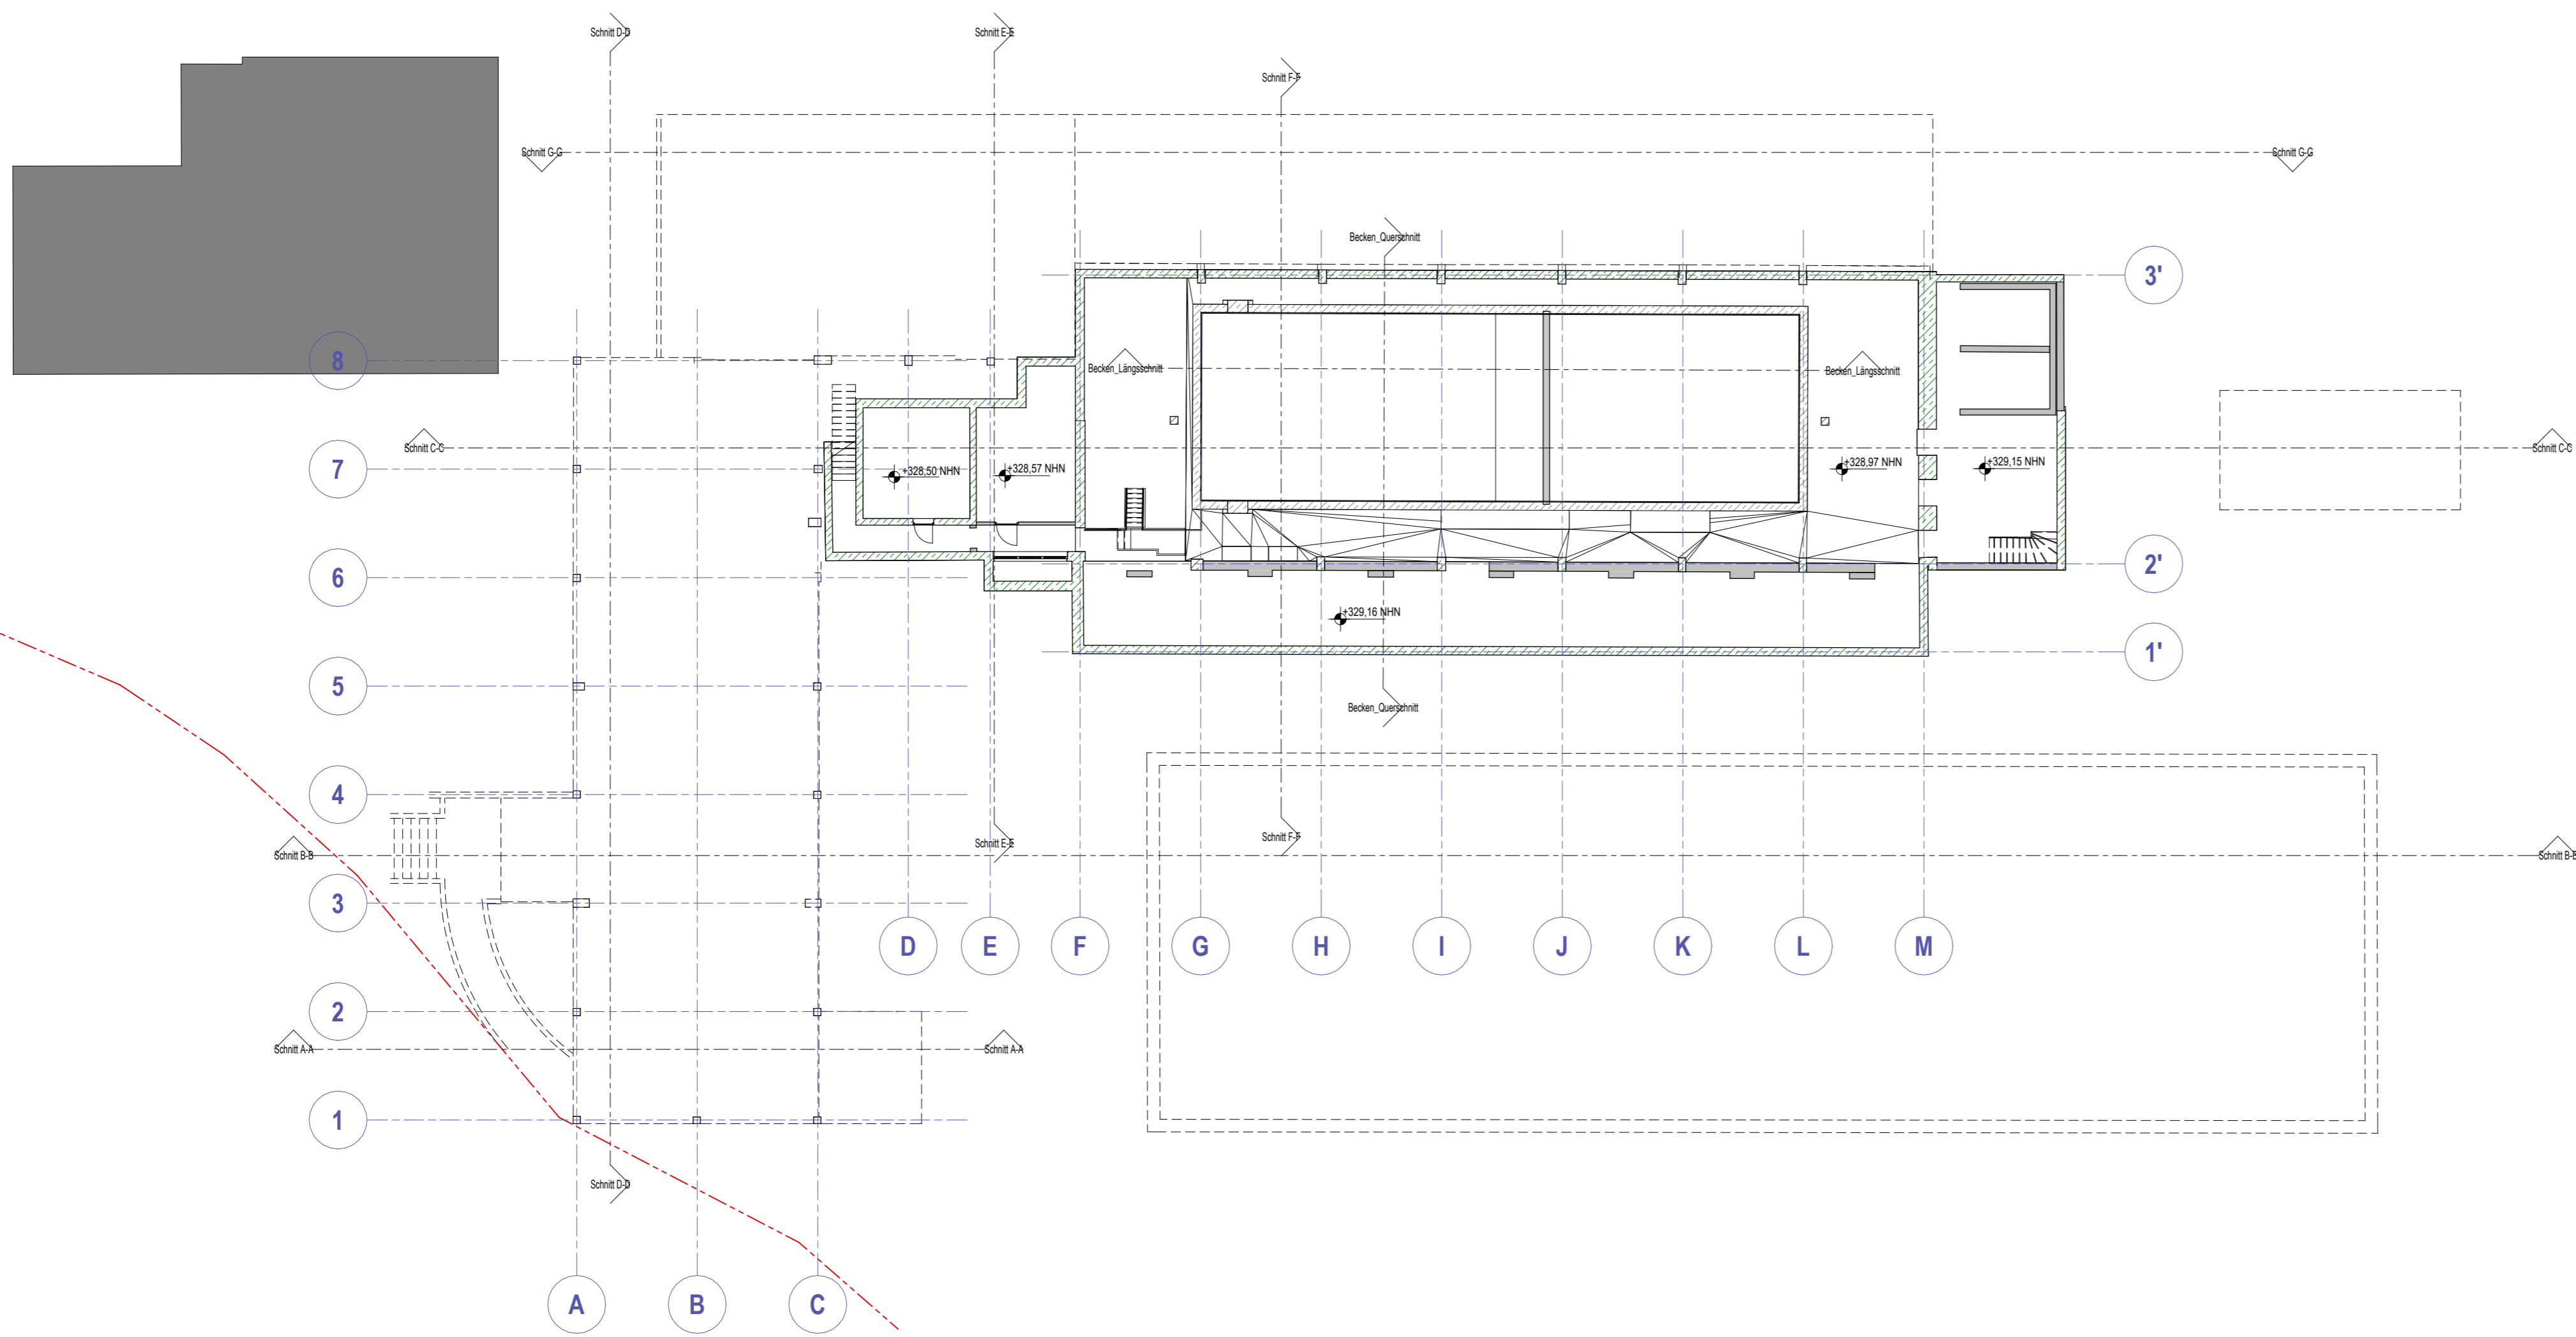 Schnitt D-D
Schnitt E-E
Schnitt F-F
Schnitt G-G
Schnitt G-G
Becken_Querschnitt
3'
8
Becken_Längsschnitt
Becken_Längsschnitt
Schnitt C-C
Schnitt C-C
7
+328,50 NHN
+328,57 NHN
+328,97 NHN
+329,15 NHN
6
2'
+329,16 NHN
1'
5
Becken_Querschnitt
4
Schnitt F-F
Schnitt E-E
Schnitt B-B
Schnitt B-B
3
D
E
F
G
H
I
J
K
L
M
2
Schnitt A-A
Schnitt A-A
1
Schnitt D-D
A
B
C